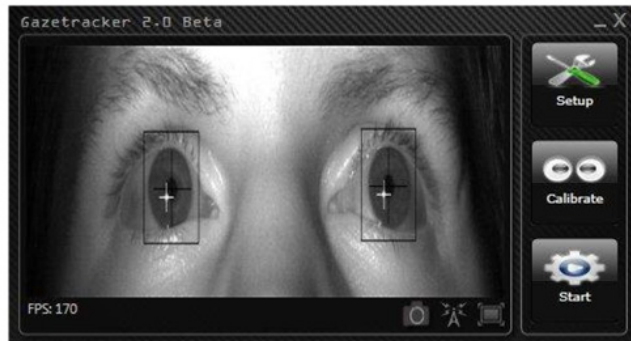 Gazetracker 2.0 Beta
_ X
Setup
Calibrate
FPS: 170
Start